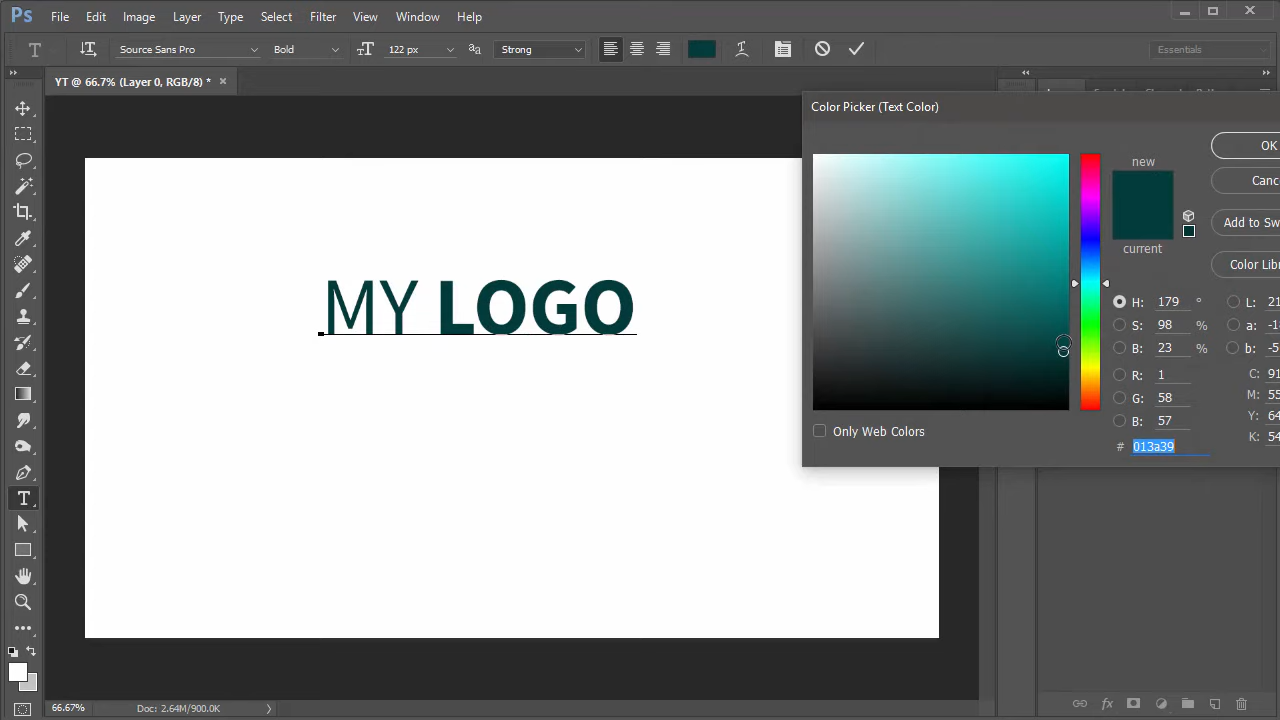 Ps File Edit Image Layer Type Select Filter View Window Help
T Source Sans Pro Bold 122 px Strong Essentials
YT @ 66.7% (Layer 0, RGB/8) * ×
Color Picker (Text Color)
OK
new
Canc
Add to Sw
current
Color Libr
H: 179 ° L: 21
S: 98 %
B: 23 %
R: 1
G: 58
B: 57
# 013a39
a: -1
b: -5
C: 91
M: 55
Y: 64
K: 54
Only Web Colors
MY LOGO
66.67% Doc: 2.64M/900.0K